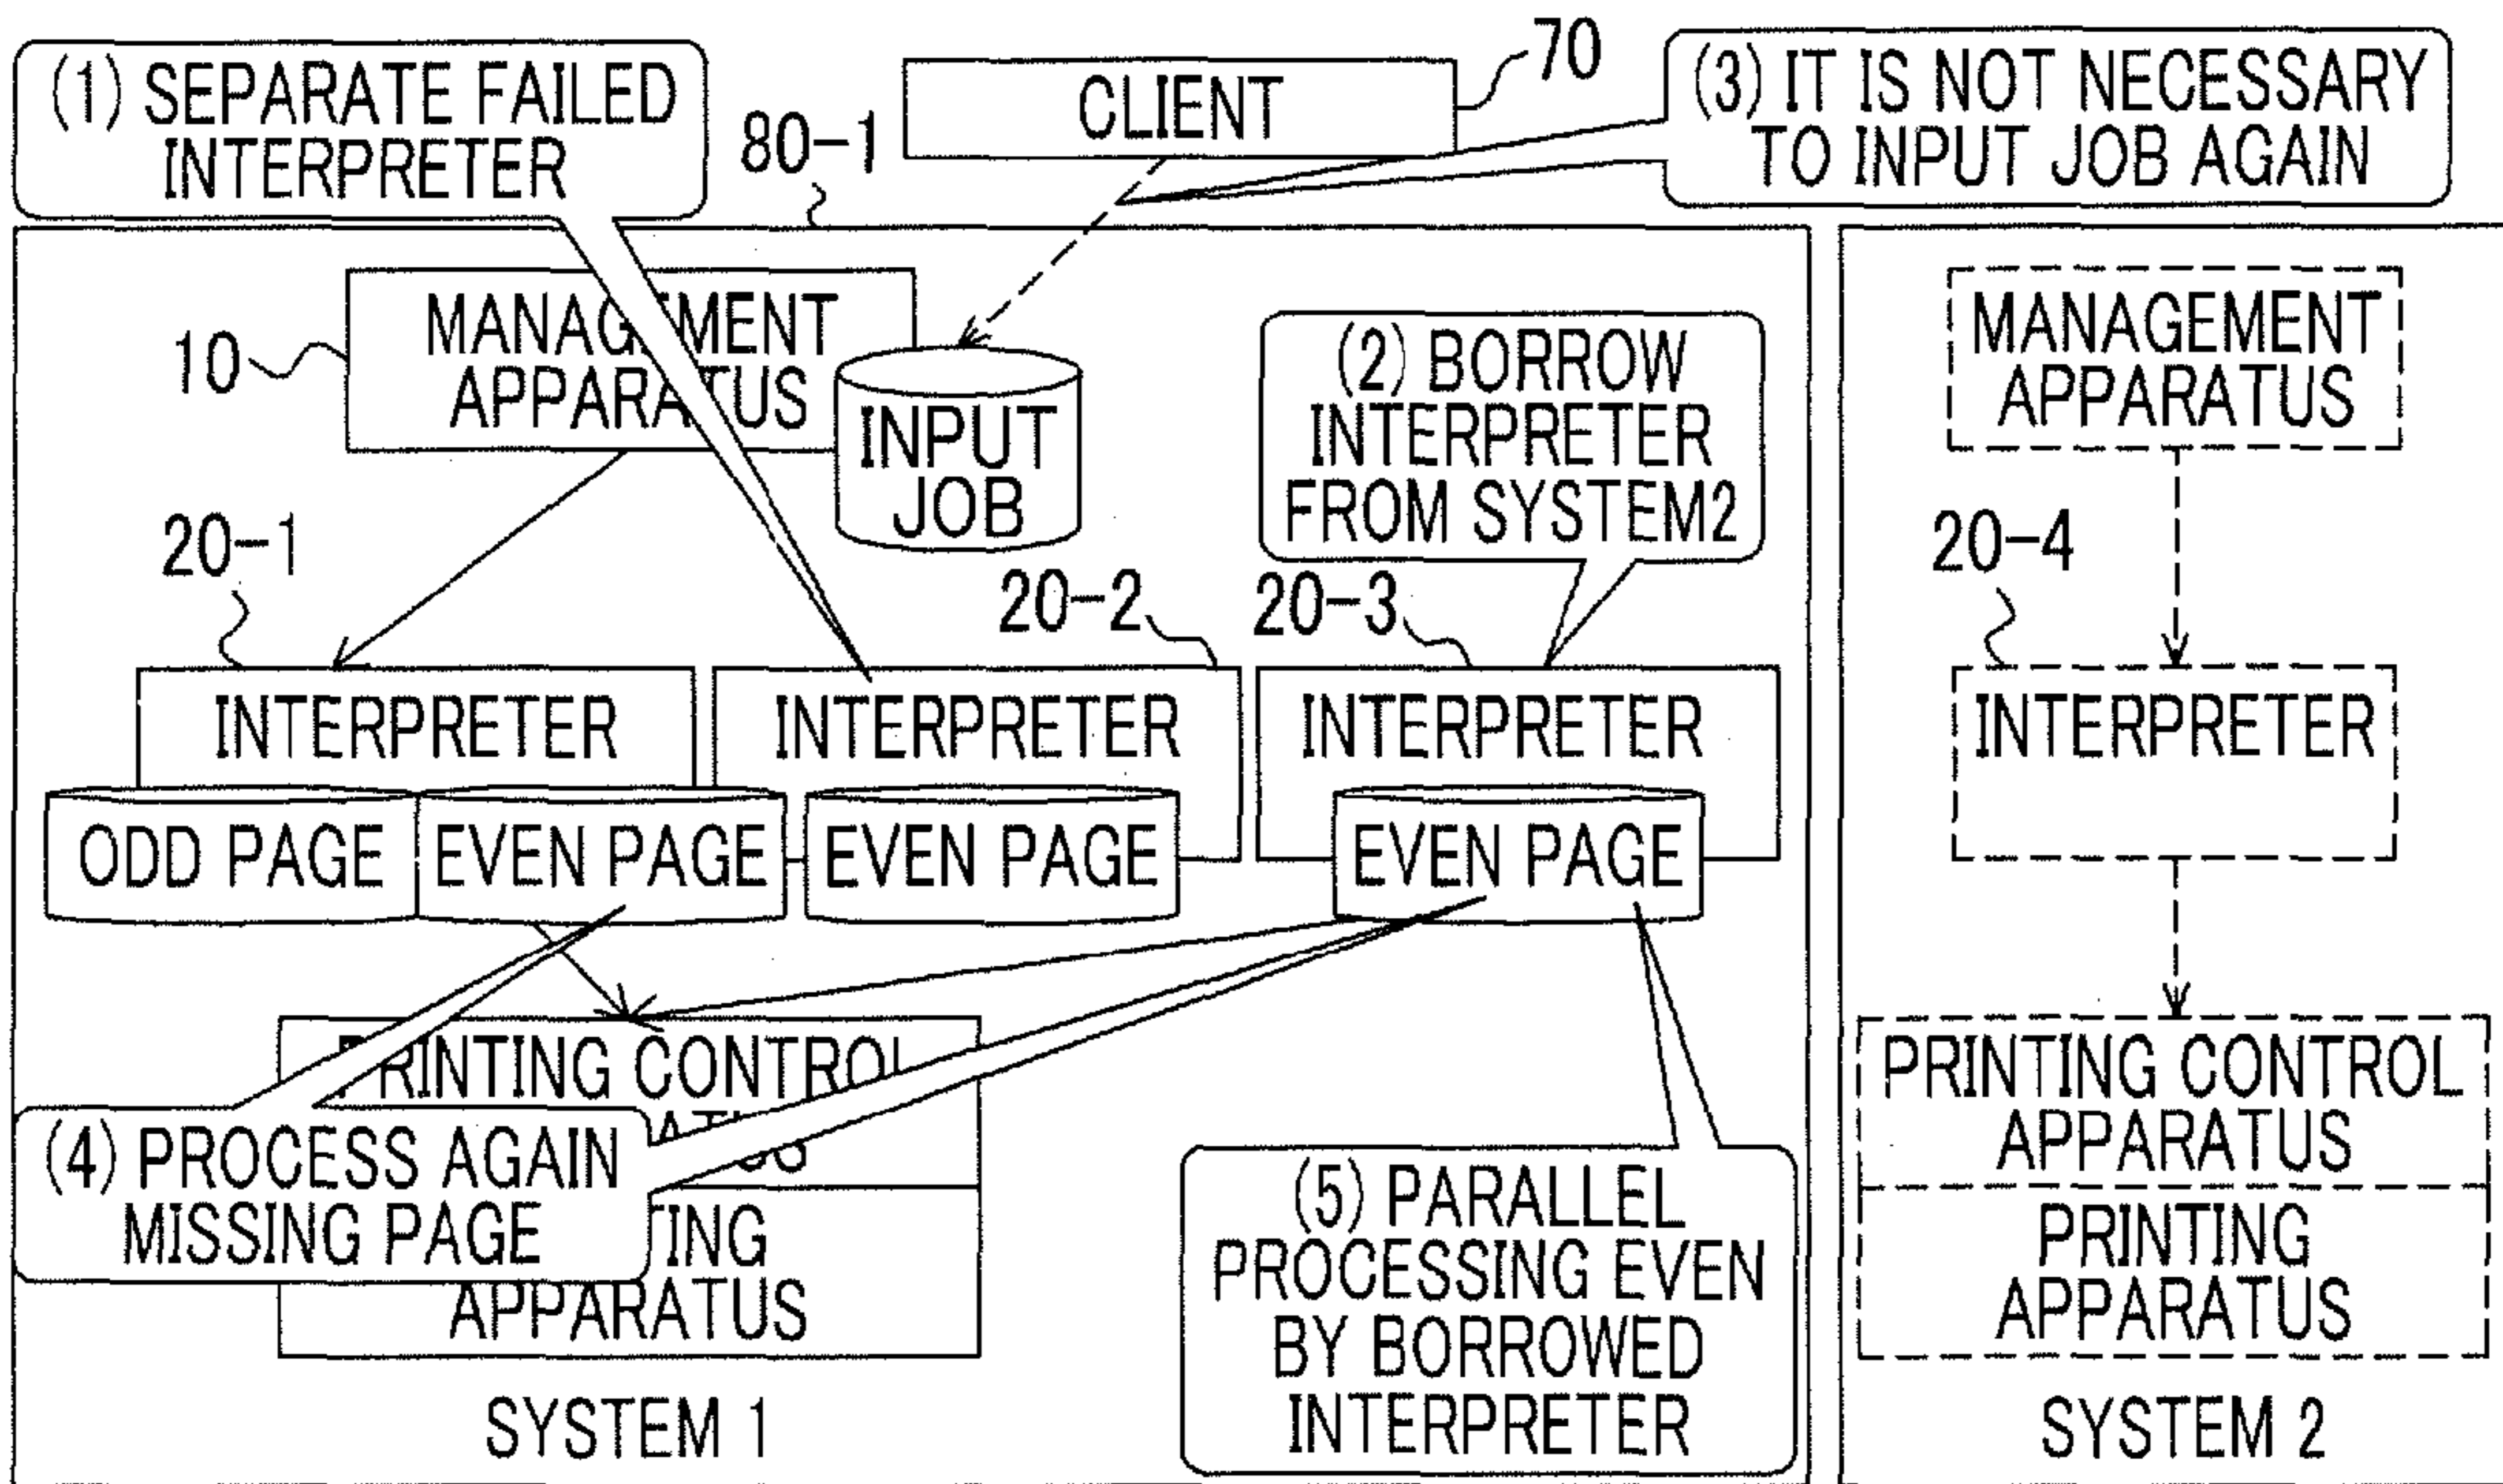 (1) SEPARATE FAILED
INTERPRETER
80-1
CLIENT
70
(3) IT IS NOT NECESSARY
TO INPUT JOB AGAIN
10
MANAGEMENT
APPARATUS
INPUT
JOB
(2) BORROW
INTERPRETER
FROM SYSTEM2
MANAGEMENT
APPARATUS
20-1
20-2
20-3
20-4
INTERPRETER
INTERPRETER
INTERPRETER
INTERPRETER
ODD PAGE
EVEN PAGE
EVEN PAGE
EVEN PAGE
PRINTING CONTROL
(4) PROCESS AGAIN
MISSING PAGE
APPARATUS
(5) PARALLEL
PROCESSING EVEN
BY BORROWED
INTERPRETER
PRINTING CONTROL
APPARATUS
PRINTING
APPARATUS
SYSTEM 1
SYSTEM 2